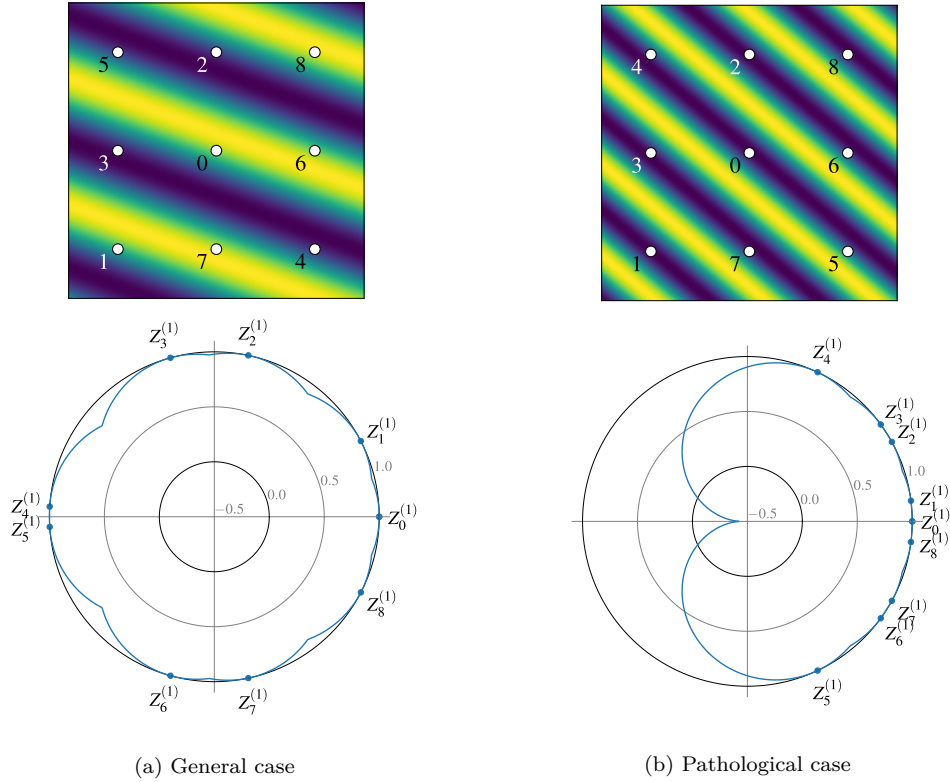 5 2 8 4 2 8
3 0 6 3 0 6
1 7 4 1 7 5
Z_3^{(1)} Z_2^{(1)} Z_4^{(1)}
Z_1^{(1)} Z_3^{(1)}
Z_2^{(1)}
1.0 0.5 0.0 −0.5 1.0 0.5 0.0 −0.5
Z_4^{(1)} Z_0^{(1)} Z_1^{(1)}
Z_5^{(1)} Z_0^{(1)}
Z_8^{(1)}
Z_8^{(1)} Z_7^{(1)}
Z_6^{(1)}
Z_6^{(1)} Z_7^{(1)} Z_5^{(1)}
(a) General case (b) Pathological case